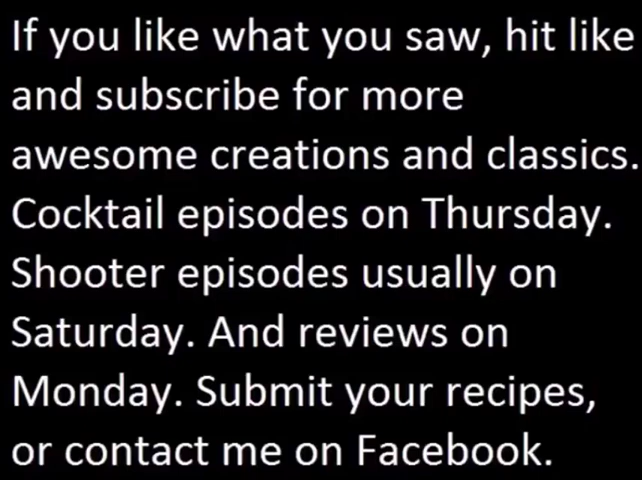 If you like what you saw, hit like
and subscribe for more
awesome creations and classics.
Cocktail episodes on Thursday.
Shooter episodes usually on
Saturday. And reviews on
Monday. Submit your recipes,
or contact me on Facebook.